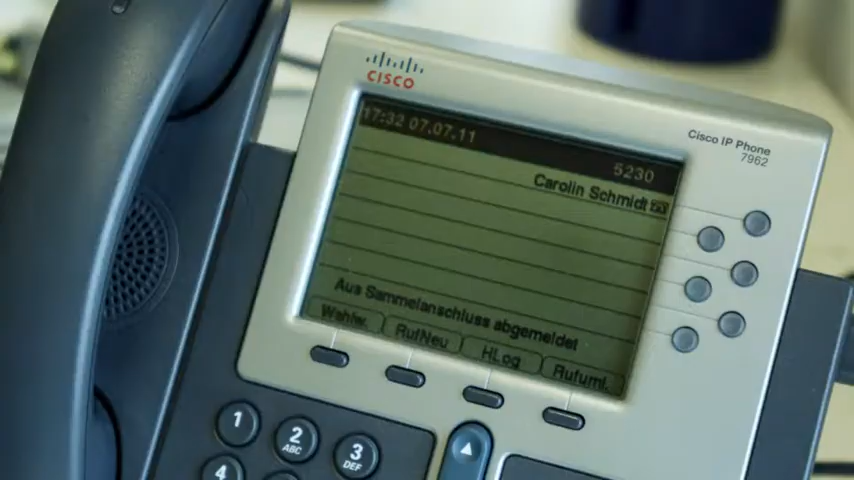 CISCO
Cisco IP Phone
7962
17:32 07.07.11
5230
Carolin Schmidt
Aus Sammelanschluss abgemeldet
Wahlw. RufNeu HLog Rufuml.
1 2 ABC 3 DEF
4